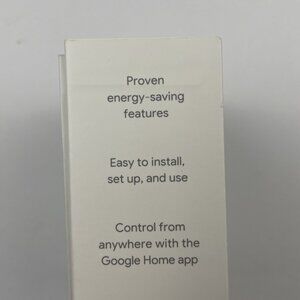 Proven
energy-saving
features
Easy to install,
set up, and use
Control from
anywhere with the
Google Home app